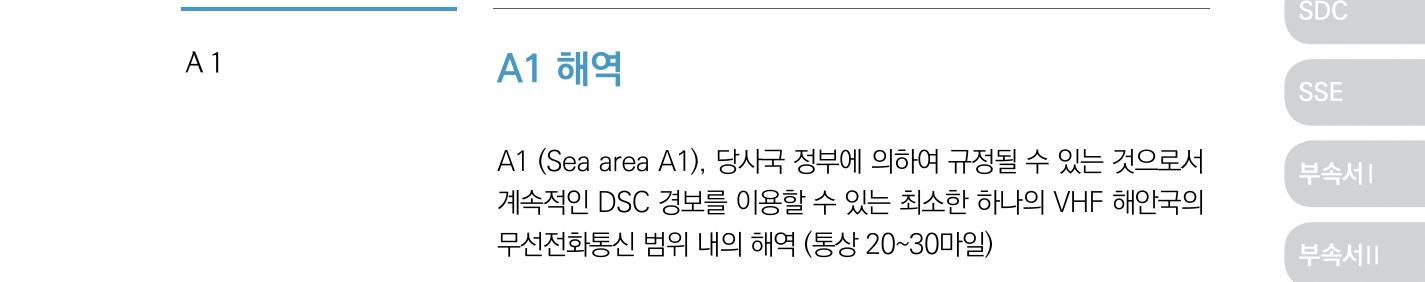 SDC
A 1
A1 해역
SSE
A1 (Sea area A1), 당사국 정부에 의하여 규정될 수 있는 것으로서
계속적인 DSC 경보를 이용할 수 있는 최소한 하나의 VHF 해안국의
무선전화통신 범위 내의 해역 (통상 20~30마일)
부속서Ⅰ
부속서Ⅱ